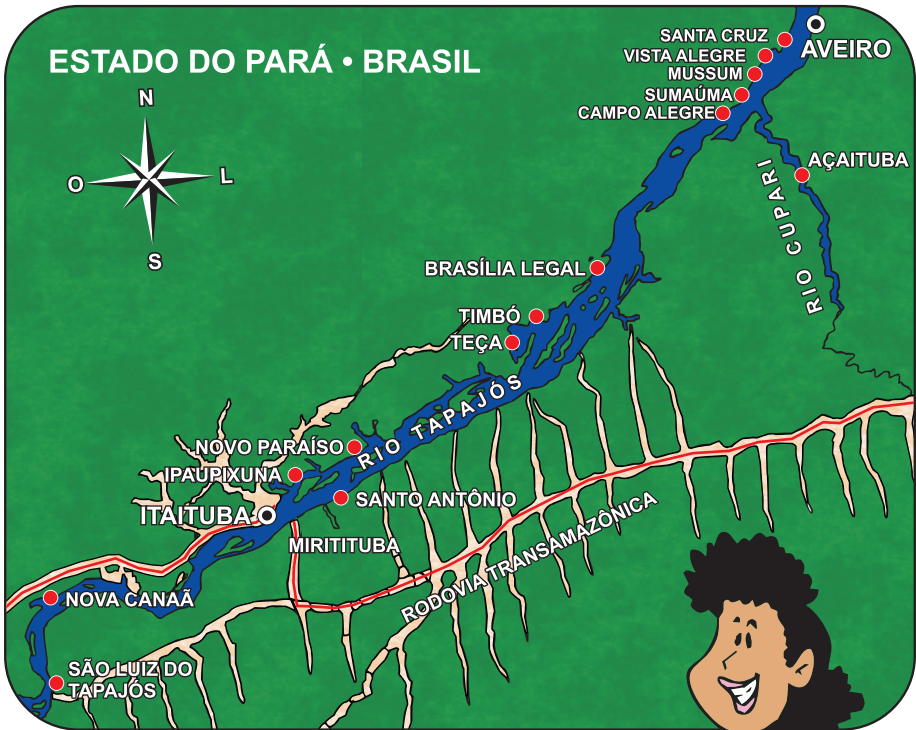 ESTADO DO PARÁ • BRASIL
SANTA CRUZ
AVEIRO
VISTA ALEGRE
MUSSUM
SUMAÚMA
CAMPO ALEGRE
N
O
L
S
AÇAITUBA
RIO CUPARI
BRASÍLIA LEGAL
TIMBÓ
TEÇA
RIO TAPAJÓS
NOVO PARAÍSO
IPAUPIXUNA
SANTO ANTÔNIO
ITAITUBA
MIRITITUBA
RODOVIA TRANSAMAZÔNICA
NOVA CANAÃ
SÃO LUIZ DO
TAPAJÓS